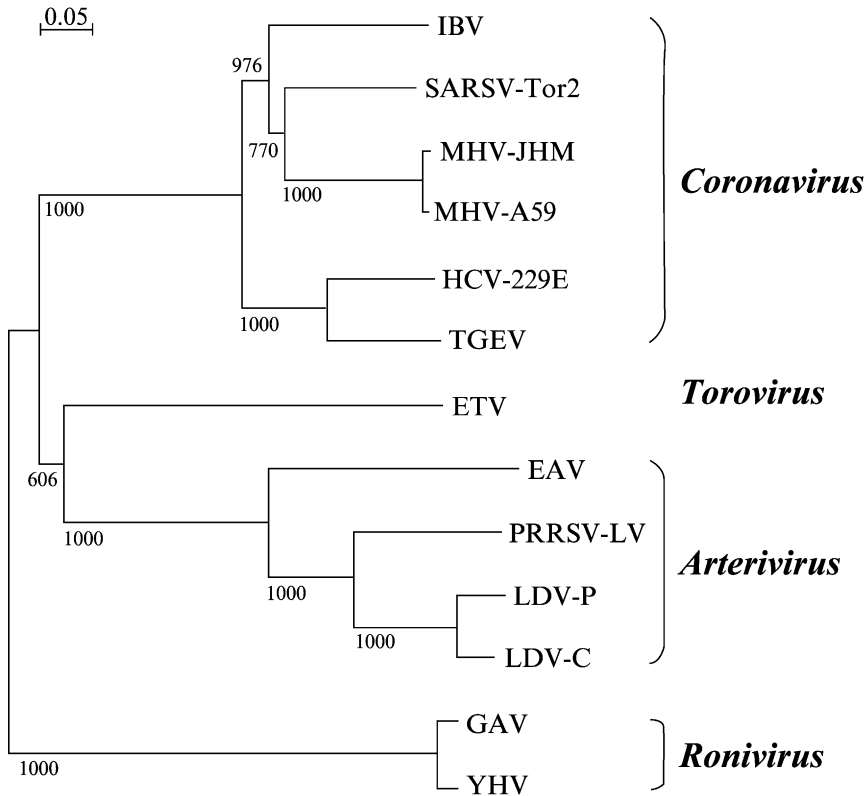 0.05
IBV
976
SARSV-Tor2
770
MHV-JHM
Coronavirus
1000
1000
MHV-A59
HCV-229E
1000
TGEV
Torovirus
ETV
EAV
606
1000
PRRSV-LV
Arterivirus
1000
LDV-P
1000
LDV-C
GAV
Ronivirus
1000
YHV